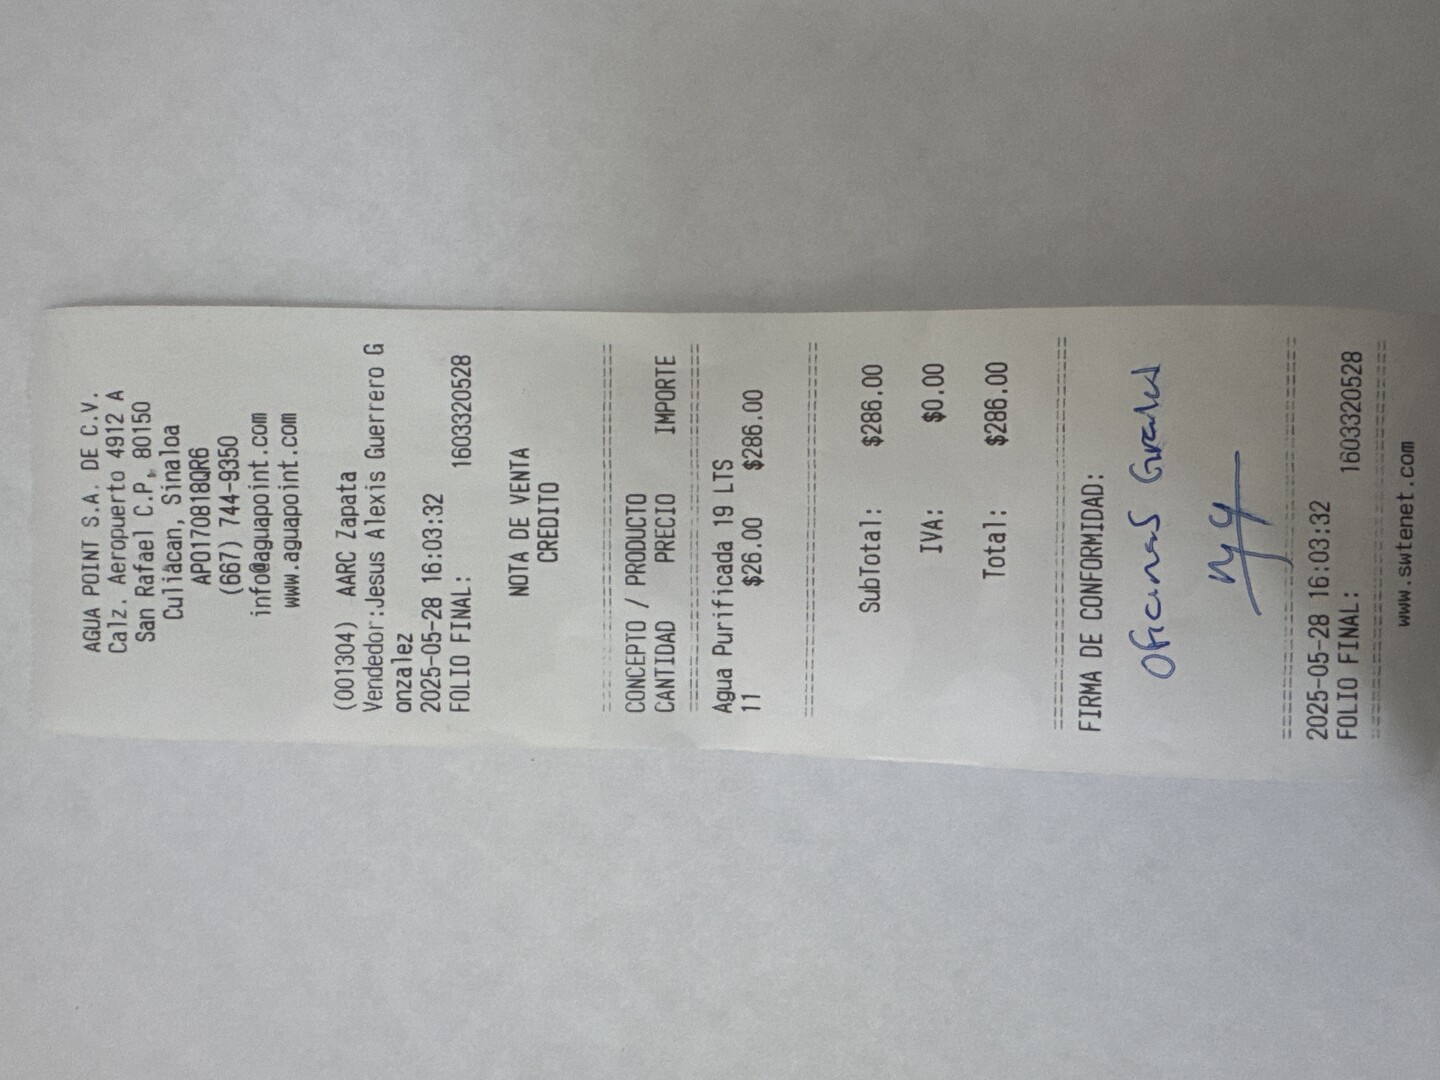 AGUA POINT S.A. DE C.V.
Calz. Aeropuerto 4912 A
San Rafael C.P. 80150
Culiacan, Sinaloa
APO170818QR6
(667) 744-9350
info@aguapoint.com
www.aguapoint.com
(001304) AARC Zapata
Vendedor:Jesus Alexis Guerrero G
onzalez
2025-05-28 16:03:32
FOLIO FINAL: 1603320528
NOTA DE VENTA
CREDITO
================================
CONCEPTO / PRODUCTO
CANTIDAD PRECIO IMPORTE
================================
Agua Purificada 19 LTS
11 $26.00 $286.00
================================
SubTotal: $286.00
IVA: $0.00
Total: $286.00
================================
FIRMA DE CONFORMIDAD:
Oficinas
================================
2025-05-28 16:03:32
FOLIO FINAL: 1603320528
================================
www.swtenet.com